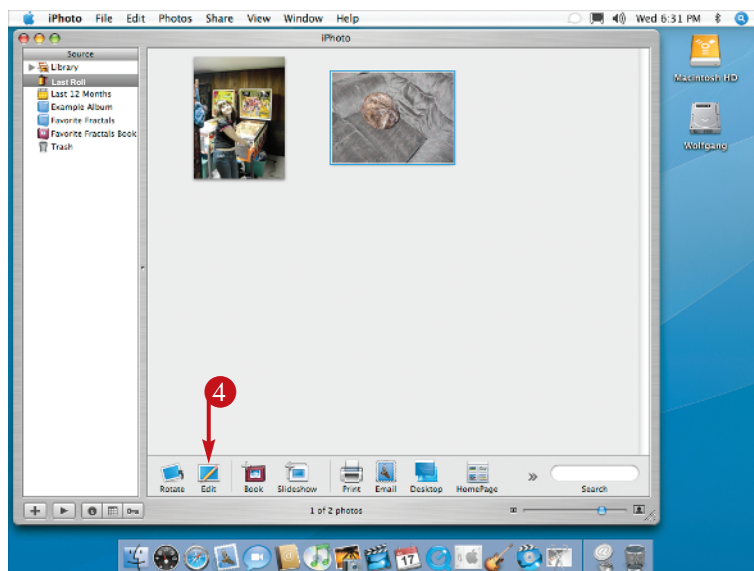 iPhoto File Edit Photos Share View Window Help Wed 6:31 PM
iPhoto
Source
Library
Last Roll
Last 12 Months
Example Album
Favorite Fractals
Favorite Fractals Book
Trash
Macintosh HD
Wolfgang
4
Rotate Edit Book Slideshow Print Email Desktop HomePage » Search
1 of 2 photos
17